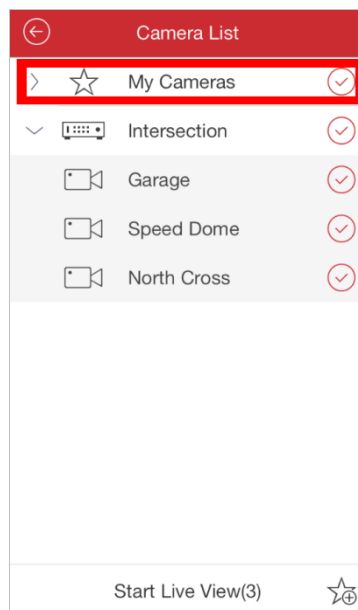 Camera List
My Cameras
Intersection
Garage
Speed Dome
North Cross
Start Live View(3)